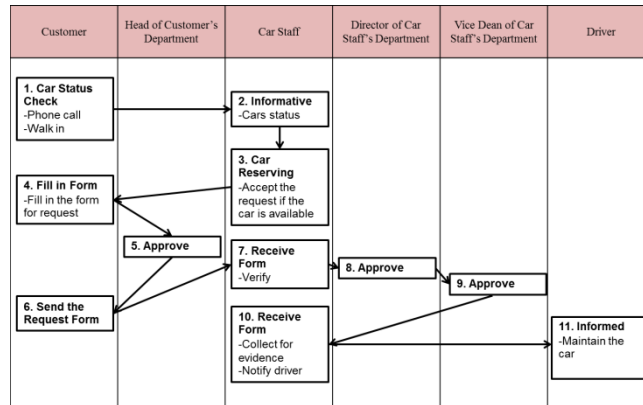 Customer
Head of Customer's
Department
Car Staff
Director of Car
Staff's Department
Vice Dean of Car
Staff's Department
Driver
1. Car Status
Check
-Phone call
-Walk in
2. Informative
-Cars status
3. Car
Reserving
-Accept the
request if the
car is available
4. Fill in Form
-Fill in the form
for request
5. Approve
6. Send the
Request Form
7. Receive
Form
-Verify
8. Approve
9. Approve
10. Receive
Form
-Collect for
evidence
-Notify driver
11. Informed
-Maintain the
car